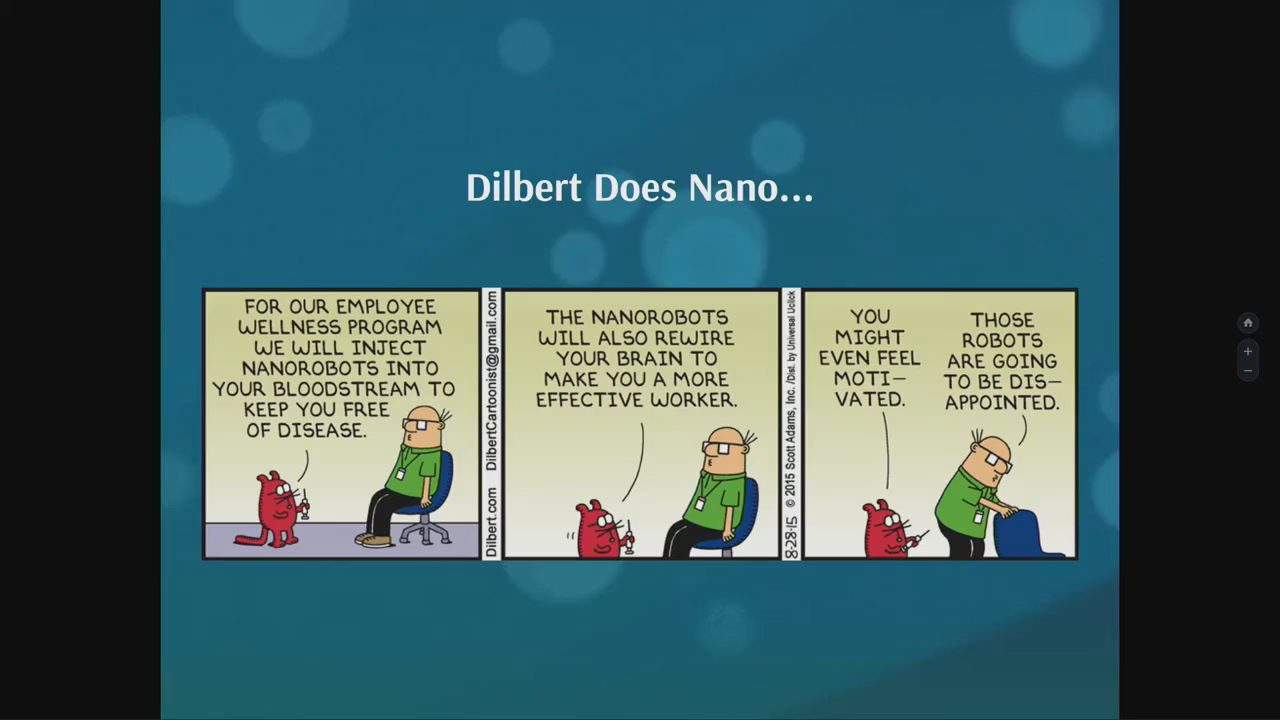 Dilbert Does Nano...
FOR OUR EMPLOYEE
WELLNESS PROGRAM
WE WILL INJECT
NANOROBOTS INTO
YOUR BLOODSTREAM TO
KEEP YOU FREE
OF DISEASE.
Dilbert.com DilbertCartoonist@gmail.com
THE NANOROBOTS
WILL ALSO REWIRE
YOUR BRAIN TO
MAKE YOU A MORE
EFFECTIVE WORKER.
8-28-15 © 2015 Scott Adams, Inc. /Dist. by Universal Uclick
YOU
MIGHT
EVEN FEEL
MOTI-
VATED.
THOSE
ROBOTS
ARE GOING
TO BE DIS-
APPOINTED.